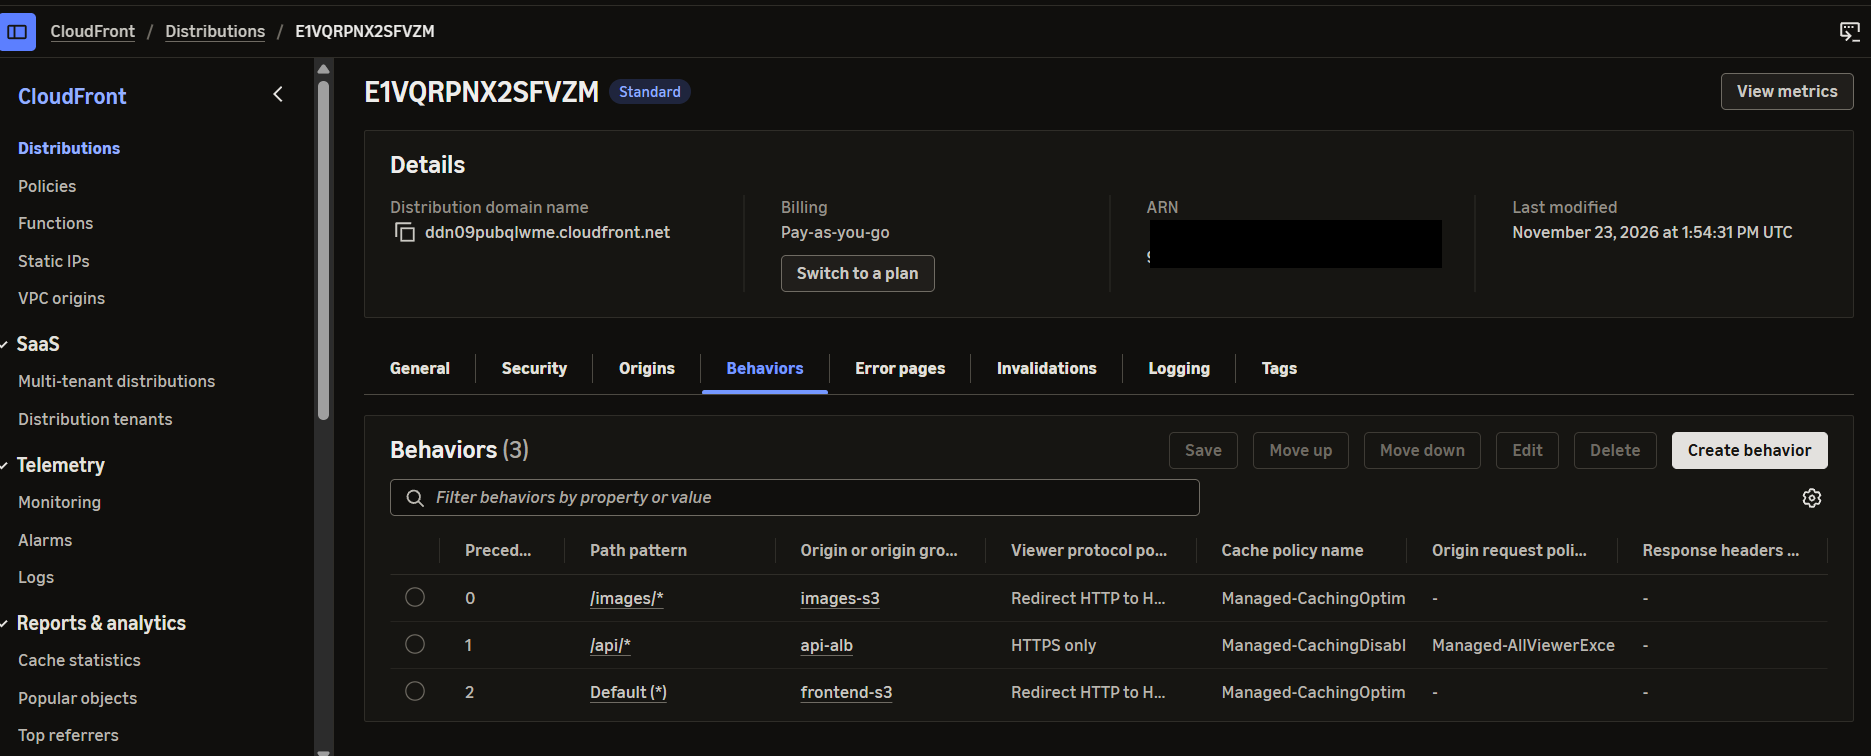 CloudFront / Distributions / E1VQRPNX2SFVZM
CloudFront
Distributions
Policies
Functions
Static IPs
VPC origins
SaaS
Multi-tenant distributions
Distribution tenants
Telemetry
Monitoring
Alarms
Logs
Reports & analytics
Cache statistics
Popular objects
Top referrers
E1VQRPNX2SFVZM Standard
View metrics
Details
Distribution domain name
ddn09pubqlwme.cloudfront.net
Billing
Pay-as-you-go
Switch to a plan
ARN
Last modified
November 23, 2026 at 1:54:31 PM UTC
General Security Origins Behaviors Error pages Invalidations Logging Tags
Behaviors (3)
Save Move up Move down Edit Delete Create behavior
Filter behaviors by property or value
Preced... Path pattern Origin or origin gro... Viewer protocol po... Cache policy name Origin request poli... Response headers ...
0 /images/* images-s3 Redirect HTTP to H... Managed-CachingOptim - -
1 /api/* api-alb HTTPS only Managed-CachingDisabl Managed-AllViewerExce -
2 Default (*) frontend-s3 Redirect HTTP to H... Managed-CachingOptim - -